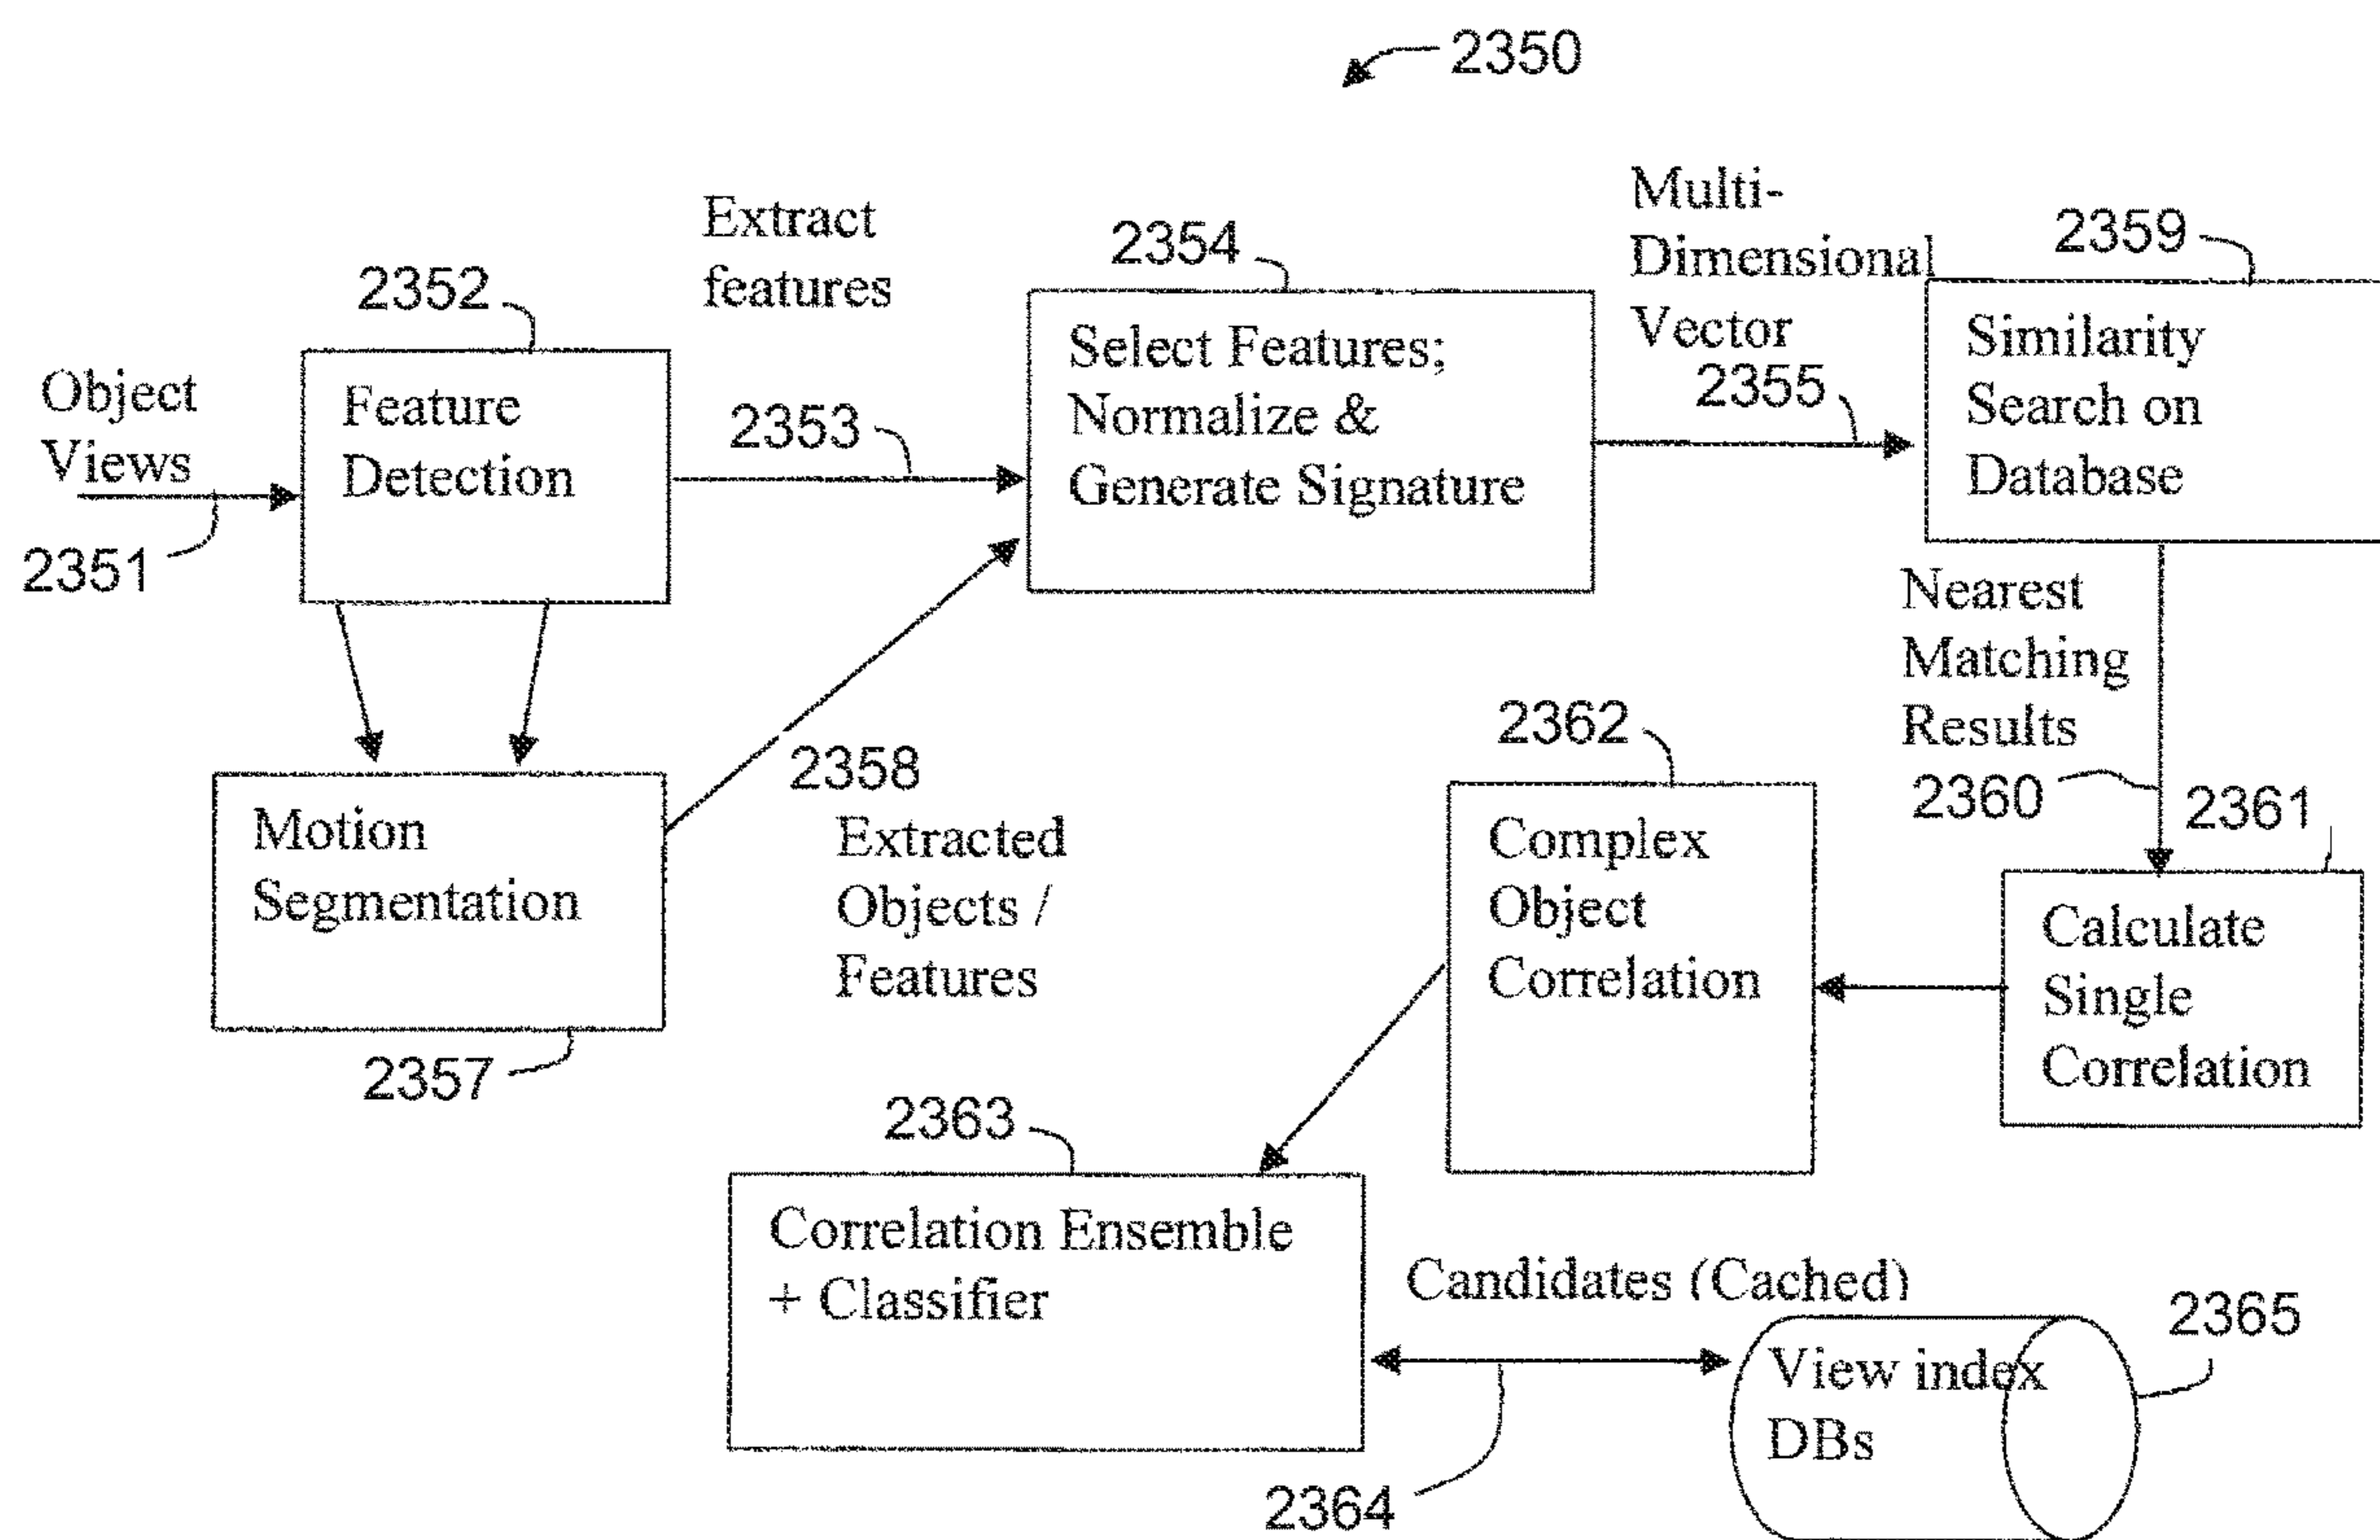 2350
Extract
features
2353
2352
Object
Views
2351
Feature
Detection
2354
Select Features;
Normalize &
Generate Signature
Multi-
Dimensional
Vector
2355
2359
Similarity
Search on
Database
Nearest
Matching
Results
2360
2358
Extracted
Objects /
Features
Motion
Segmentation
2357
2362
Complex
Object
Correlation
2361
Calculate
Single
Correlation
2363
Correlation Ensemble
+ Classifier
Candidates (Cached)
2364
2365
View index
DBs